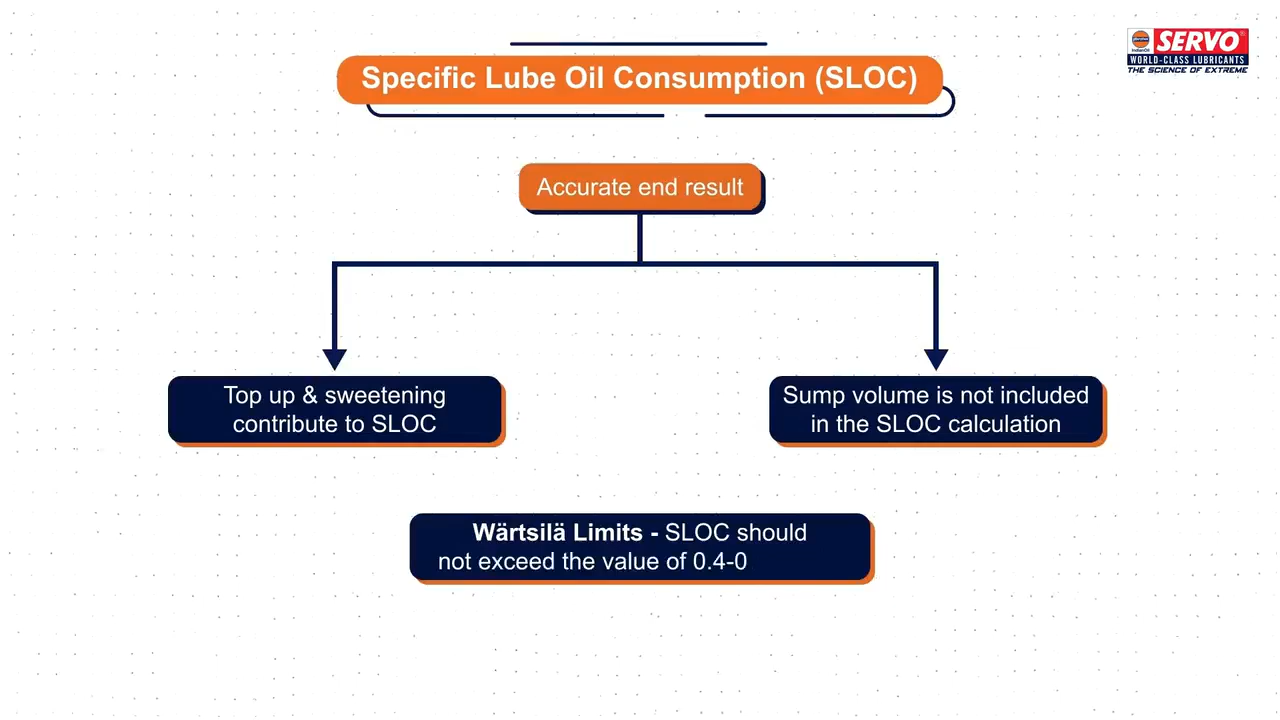 SERVO®
IndianOil
WORLD-CLASS LUBRICANTS
THE SCIENCE OF EXTREME
Specific Lube Oil Consumption (SLOC)
Accurate end result
Top up & sweetening
contribute to SLOC
Sump volume is not included
in the SLOC calculation
Wärtsilä Limits - SLOC should
not exceed the value of 0.4-0